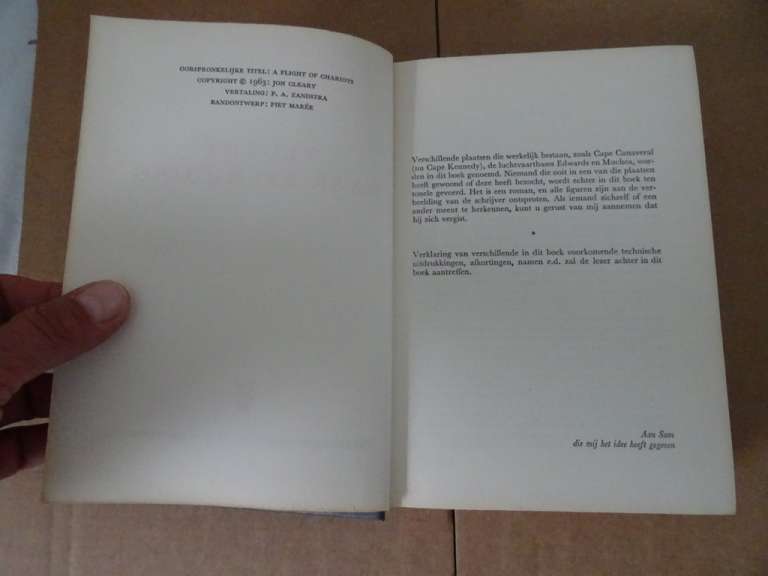 OORSPRONKELIJKE TITEL: A FLIGHT OF CHARIOTS
COPYRIGHT © 1963: JON CLEARY
VERTALING: P. A. ZANDSTRA
BANDONTWERP: PIET MARÉE
Verschillende plaatsen die werkelijk bestaan, zoals Cape Canaveral
(nu Cape Kennedy), de luchtvaartbases Edwards en Muchea, wor-
den in dit boek genoemd. Niemand die ooit in een van die plaatsen
heeft gewoond of deze heeft bezocht, wordt echter in dit boek ten
tonele gevoerd. Het is een roman, en alle figuren zijn aan de ver-
beelding van de schrijver ontsproten. Als iemand zichzelf of een
ander meent te herkennen, kunt u gerust van mij aannemen dat
hij zich vergist.
*
Verklaring van verschillende in dit boek voorkomende technische
uitdrukkingen, afkortingen, namen e.d. zal de lezer achter in dit
boek aantreffen.
Aan Sam
die mij het idee heeft gegeven